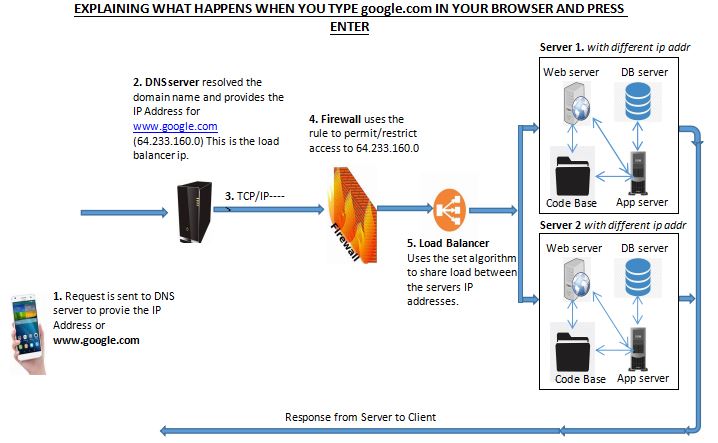 EXPLAINING WHAT HAPPENS WHEN YOU TYPE google.com IN YOUR BROWSER AND PRESS
ENTER
Server 1. with different ip addr
Web server
DB server
Code Base
App server
2. DNS server resolved the
domain name and provides the
IP Address for
www.google.com
(64.233.160.0) This is the load
balancer ip.
4. Firewall uses the
rule to permit/restrict
access to 64.233.160.0
3. TCP/IP----
Firewall
5. Load Balancer
Uses the set algorithm
to share load between
the servers IP
addresses.
Server 2 with different ip addr
Web server
DB server
Code Base
App server
1. Request is sent to DNS
server to provie the IP
Address or
www.google.com
Response from Server to Client